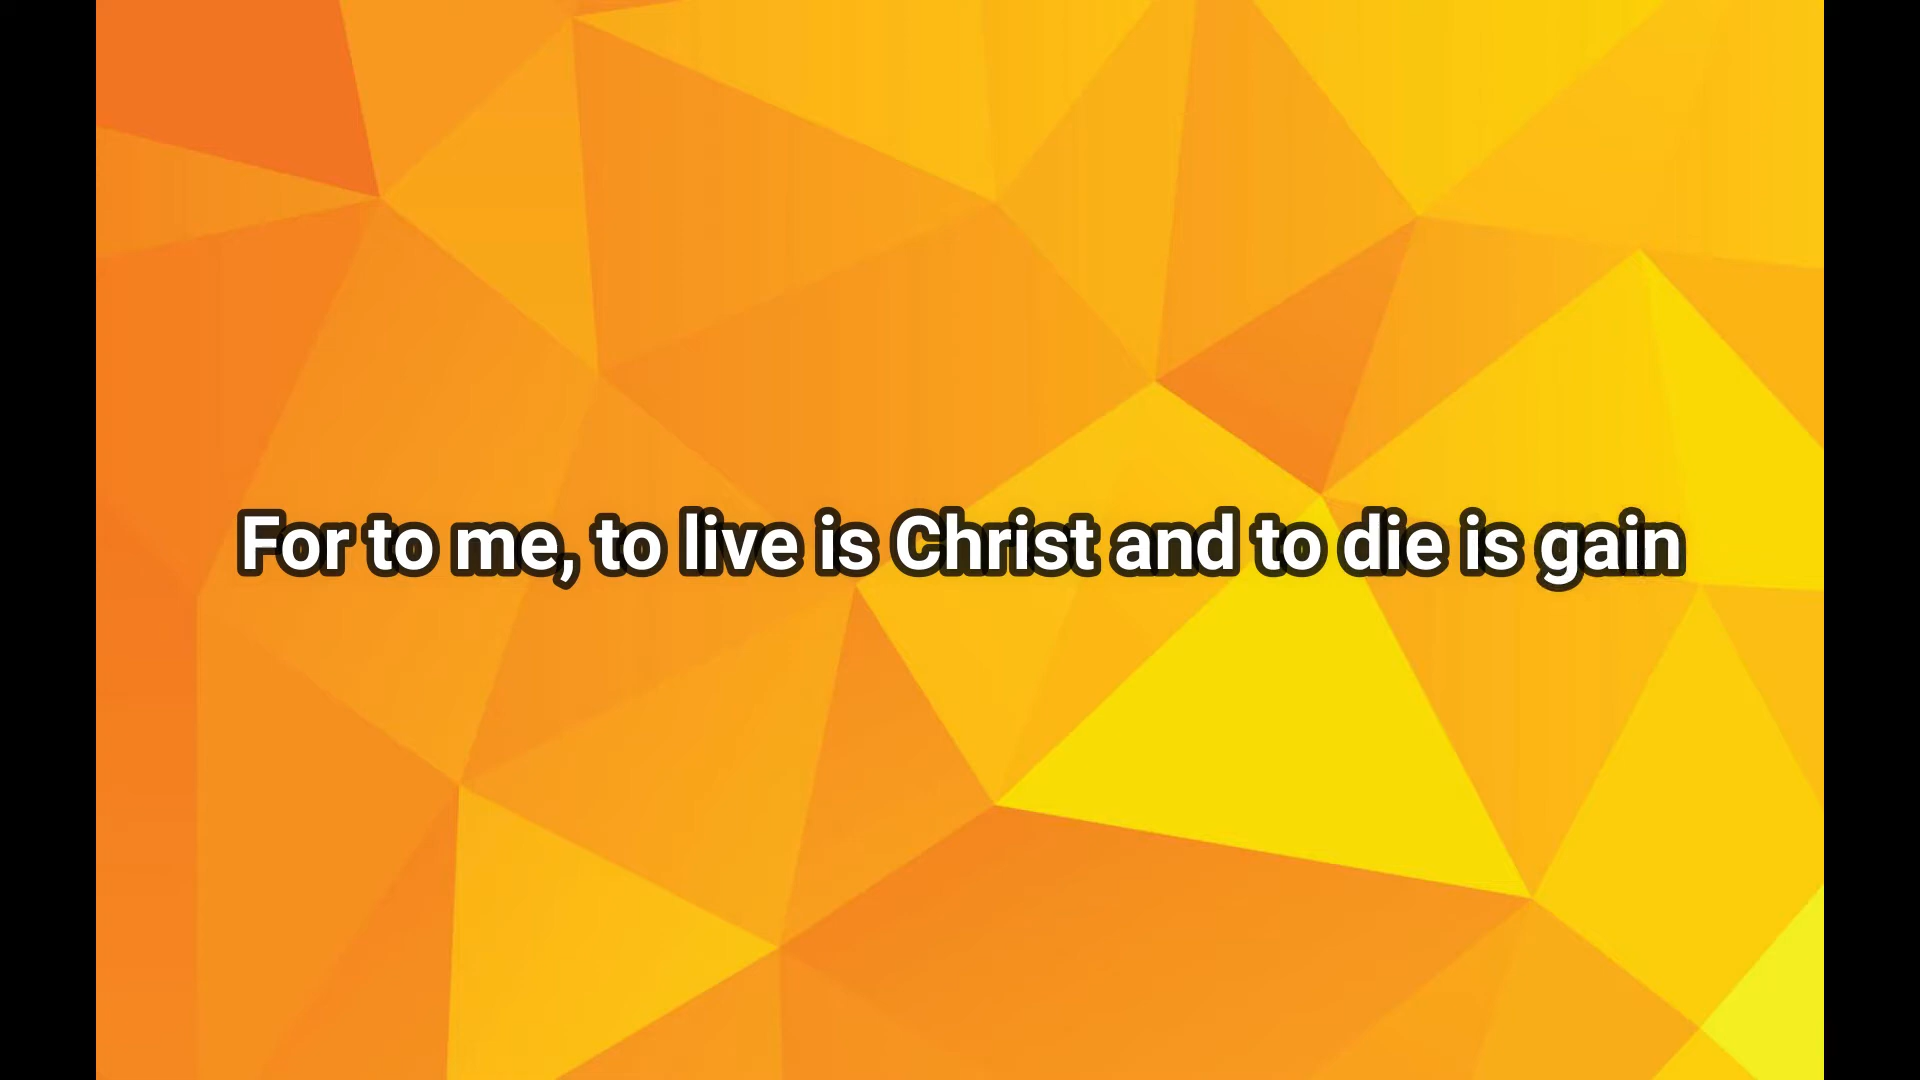 For to me, to live is Christ and to die is gain